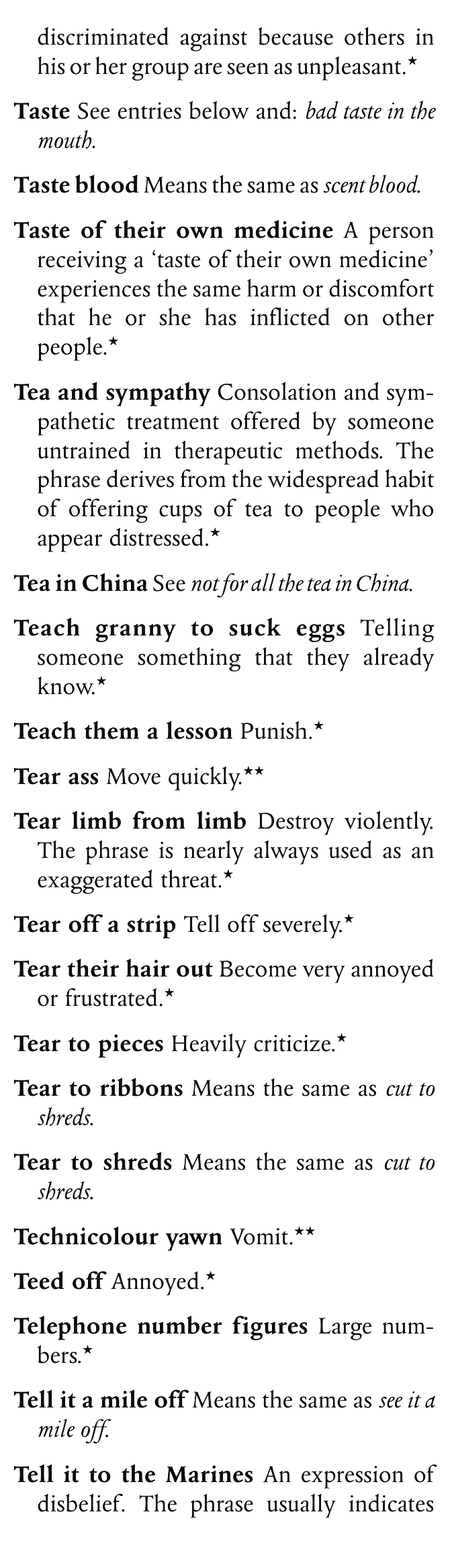 discriminated against because others in
his or her group are seen as unpleasant.★
Taste See entries below and: bad taste in the
mouth.
Taste blood Means the same as scent blood.
Taste of their own medicine A person
receiving a ‘taste of their own medicine’
experiences the same harm or discomfort
that he or she has inflicted on other
people.★
Tea and sympathy Consolation and sym-
pathetic treatment offered by someone
untrained in therapeutic methods. The
phrase derives from the widespread habit
of offering cups of tea to people who
appear distressed.★
Tea in China See not for all the tea in China.
Teach granny to suck eggs Telling
someone something that they already
know.★
Teach them a lesson Punish.★
Tear ass Move quickly.★★
Tear limb from limb Destroy violently.
The phrase is nearly always used as an
exaggerated threat.★
Tear off a strip Tell off severely.★
Tear their hair out Become very annoyed
or frustrated.★
Tear to pieces Heavily criticize.★
Tear to ribbons Means the same as cut to
shreds.
Tear to shreds Means the same as cut to
shreds.
Technicolour yawn Vomit.★★
Teed off Annoyed.★
Telephone number figures Large num-
bers.★
Tell it a mile off Means the same as see it a
mile off.
Tell it to the Marines An expression of
disbelief. The phrase usually indicates